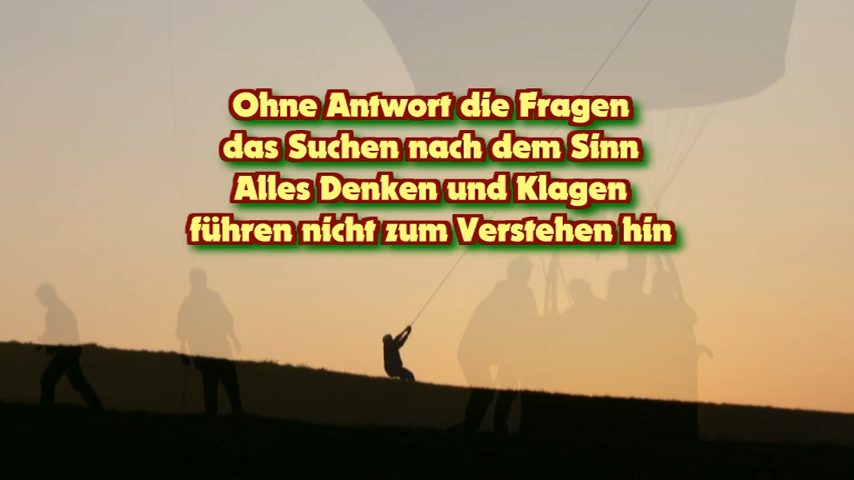 Ohne Antwort die Fragen
das Suchen nach dem Sinn
Alles Denken und Klagen
führen nicht zum Verstehen hin